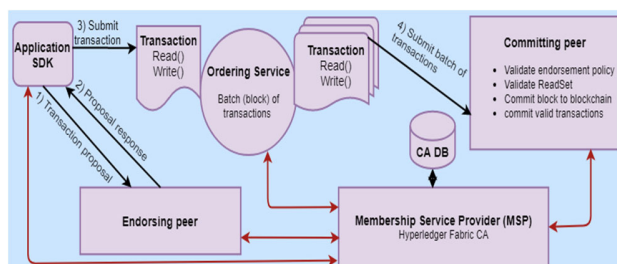 Application
SDK
3) Submit
transaction
Transaction
Read()
Write()
Ordering Service
Batch (block) of
transactions
Transaction
Read()
Write()
4) Submit batch of
transactions
Committing peer
• Validate endorsement policy
• Validate ReadSet
• Commit block to blockchain
• commit valid transactions
1) Transaction proposal
2) Proposal response
CA DB
Endorsing peer
Membership Service Provider (MSP)
Hyperledger Fabric CA